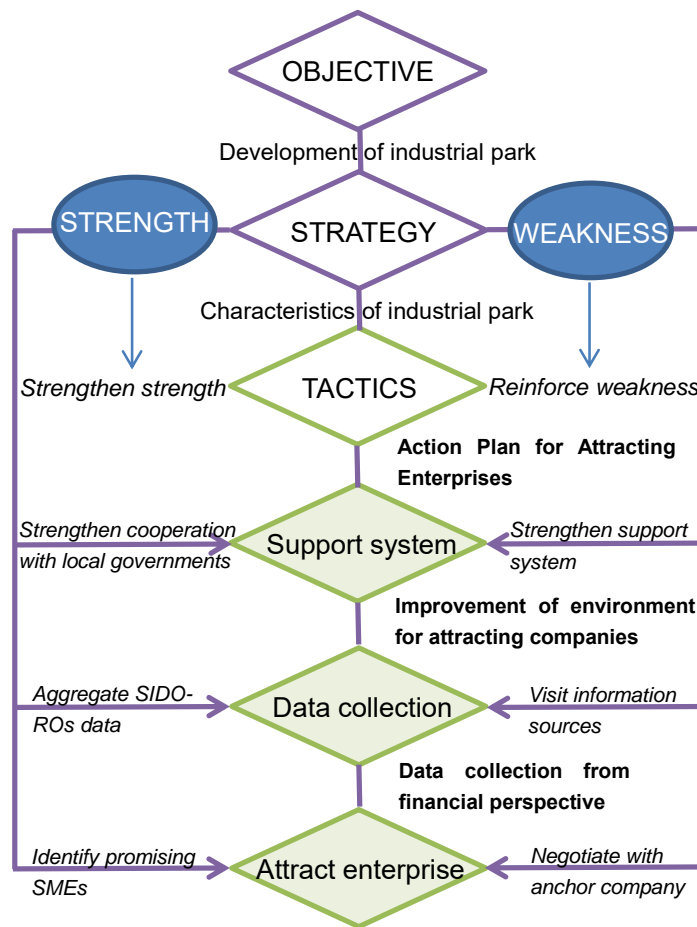 OBJECTIVE
Development of industrial park
STRENGTH
STRATEGY
WEAKNESS
Characteristics of industrial park
Strengthen strength
TACTICS
Reinforce weakness
Action Plan for Attracting
Enterprises
Strengthen cooperation
with local governments
Support system
Strengthen support
system
Improvement of environment
for attracting companies
Aggregate SIDO-
ROs data
Data collection
Visit information
sources
Data collection from
financial perspective
Identify promising
SMEs
Attract enterprise
Negotiate with
anchor company